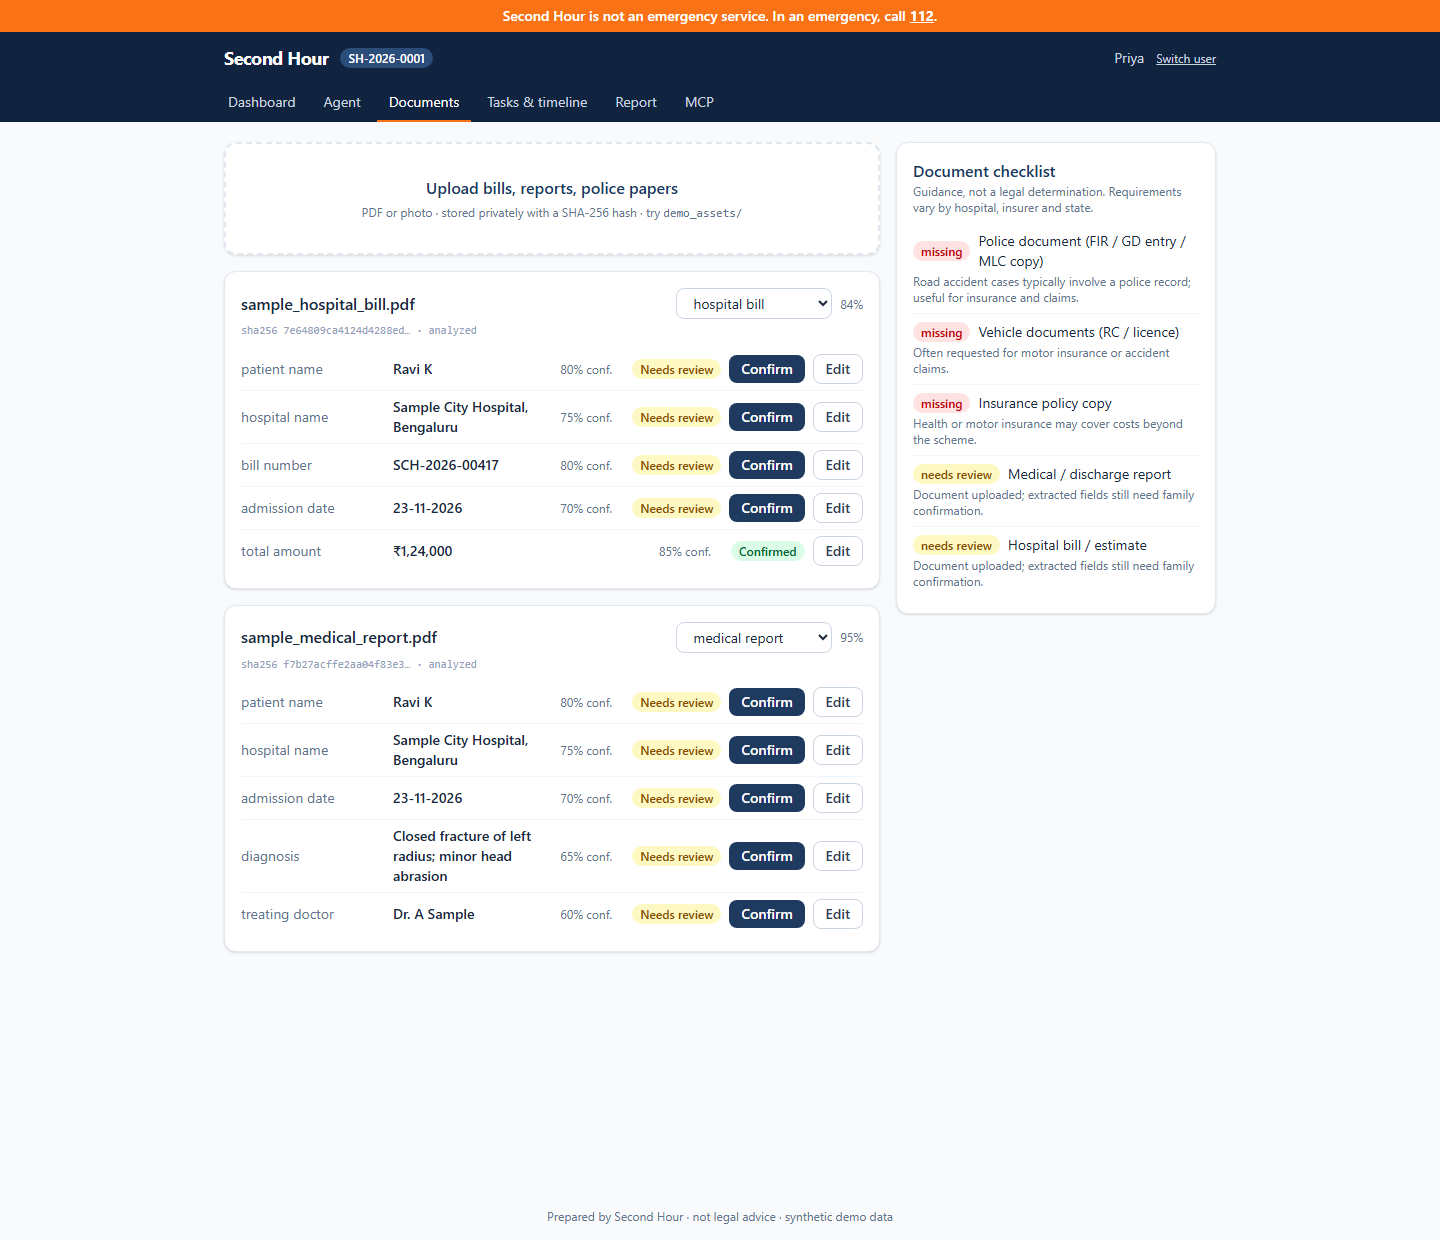 Second Hour is not an emergency service. In an emergency, call 112.
Second Hour
SH-2026-0001
Priya
Switch user
Dashboard
Agent
Documents
Tasks & timeline
Report
MCP
Upload bills, reports, police papers
PDF or photo · stored privately with a SHA-256 hash · try demo_assets/
sample_hospital_bill.pdf
hospital bill
84%
sha256 7e64809ca4124d4288ed… · analyzed
patient name
Ravi K
80% conf.
Needs review
Confirm
Edit
hospital name
Sample City Hospital,
Bengaluru
75% conf.
Needs review
Confirm
Edit
bill number
SCH-2026-00417
80% conf.
Needs review
Confirm
Edit
admission date
23-11-2026
70% conf.
Needs review
Confirm
Edit
total amount
₹1,24,000
85% conf.
Confirmed
Edit
sample_medical_report.pdf
medical report
95%
sha256 f7b27acffe2aa04f83e3… · analyzed
patient name
Ravi K
80% conf.
Needs review
Confirm
Edit
hospital name
Sample City Hospital,
Bengaluru
75% conf.
Needs review
Confirm
Edit
admission date
23-11-2026
70% conf.
Needs review
Confirm
Edit
diagnosis
Closed fracture of left
radius; minor head
abrasion
65% conf.
Needs review
Confirm
Edit
treating doctor
Dr. A Sample
60% conf.
Needs review
Confirm
Edit
Document checklist
Guidance, not a legal determination. Requirements
vary by hospital, insurer and state.
missing
Police document (FIR / GD entry /
MLC copy)
Road accident cases typically involve a police record;
useful for insurance and claims.
missing
Vehicle documents (RC / licence)
Often requested for motor insurance or accident
claims.
missing
Insurance policy copy
Health or motor insurance may cover costs beyond
the scheme.
needs review
Medical / discharge report
Document uploaded; extracted fields still need family
confirmation.
needs review
Hospital bill / estimate
Document uploaded; extracted fields still need family
confirmation.
Prepared by Second Hour · not legal advice · synthetic demo data